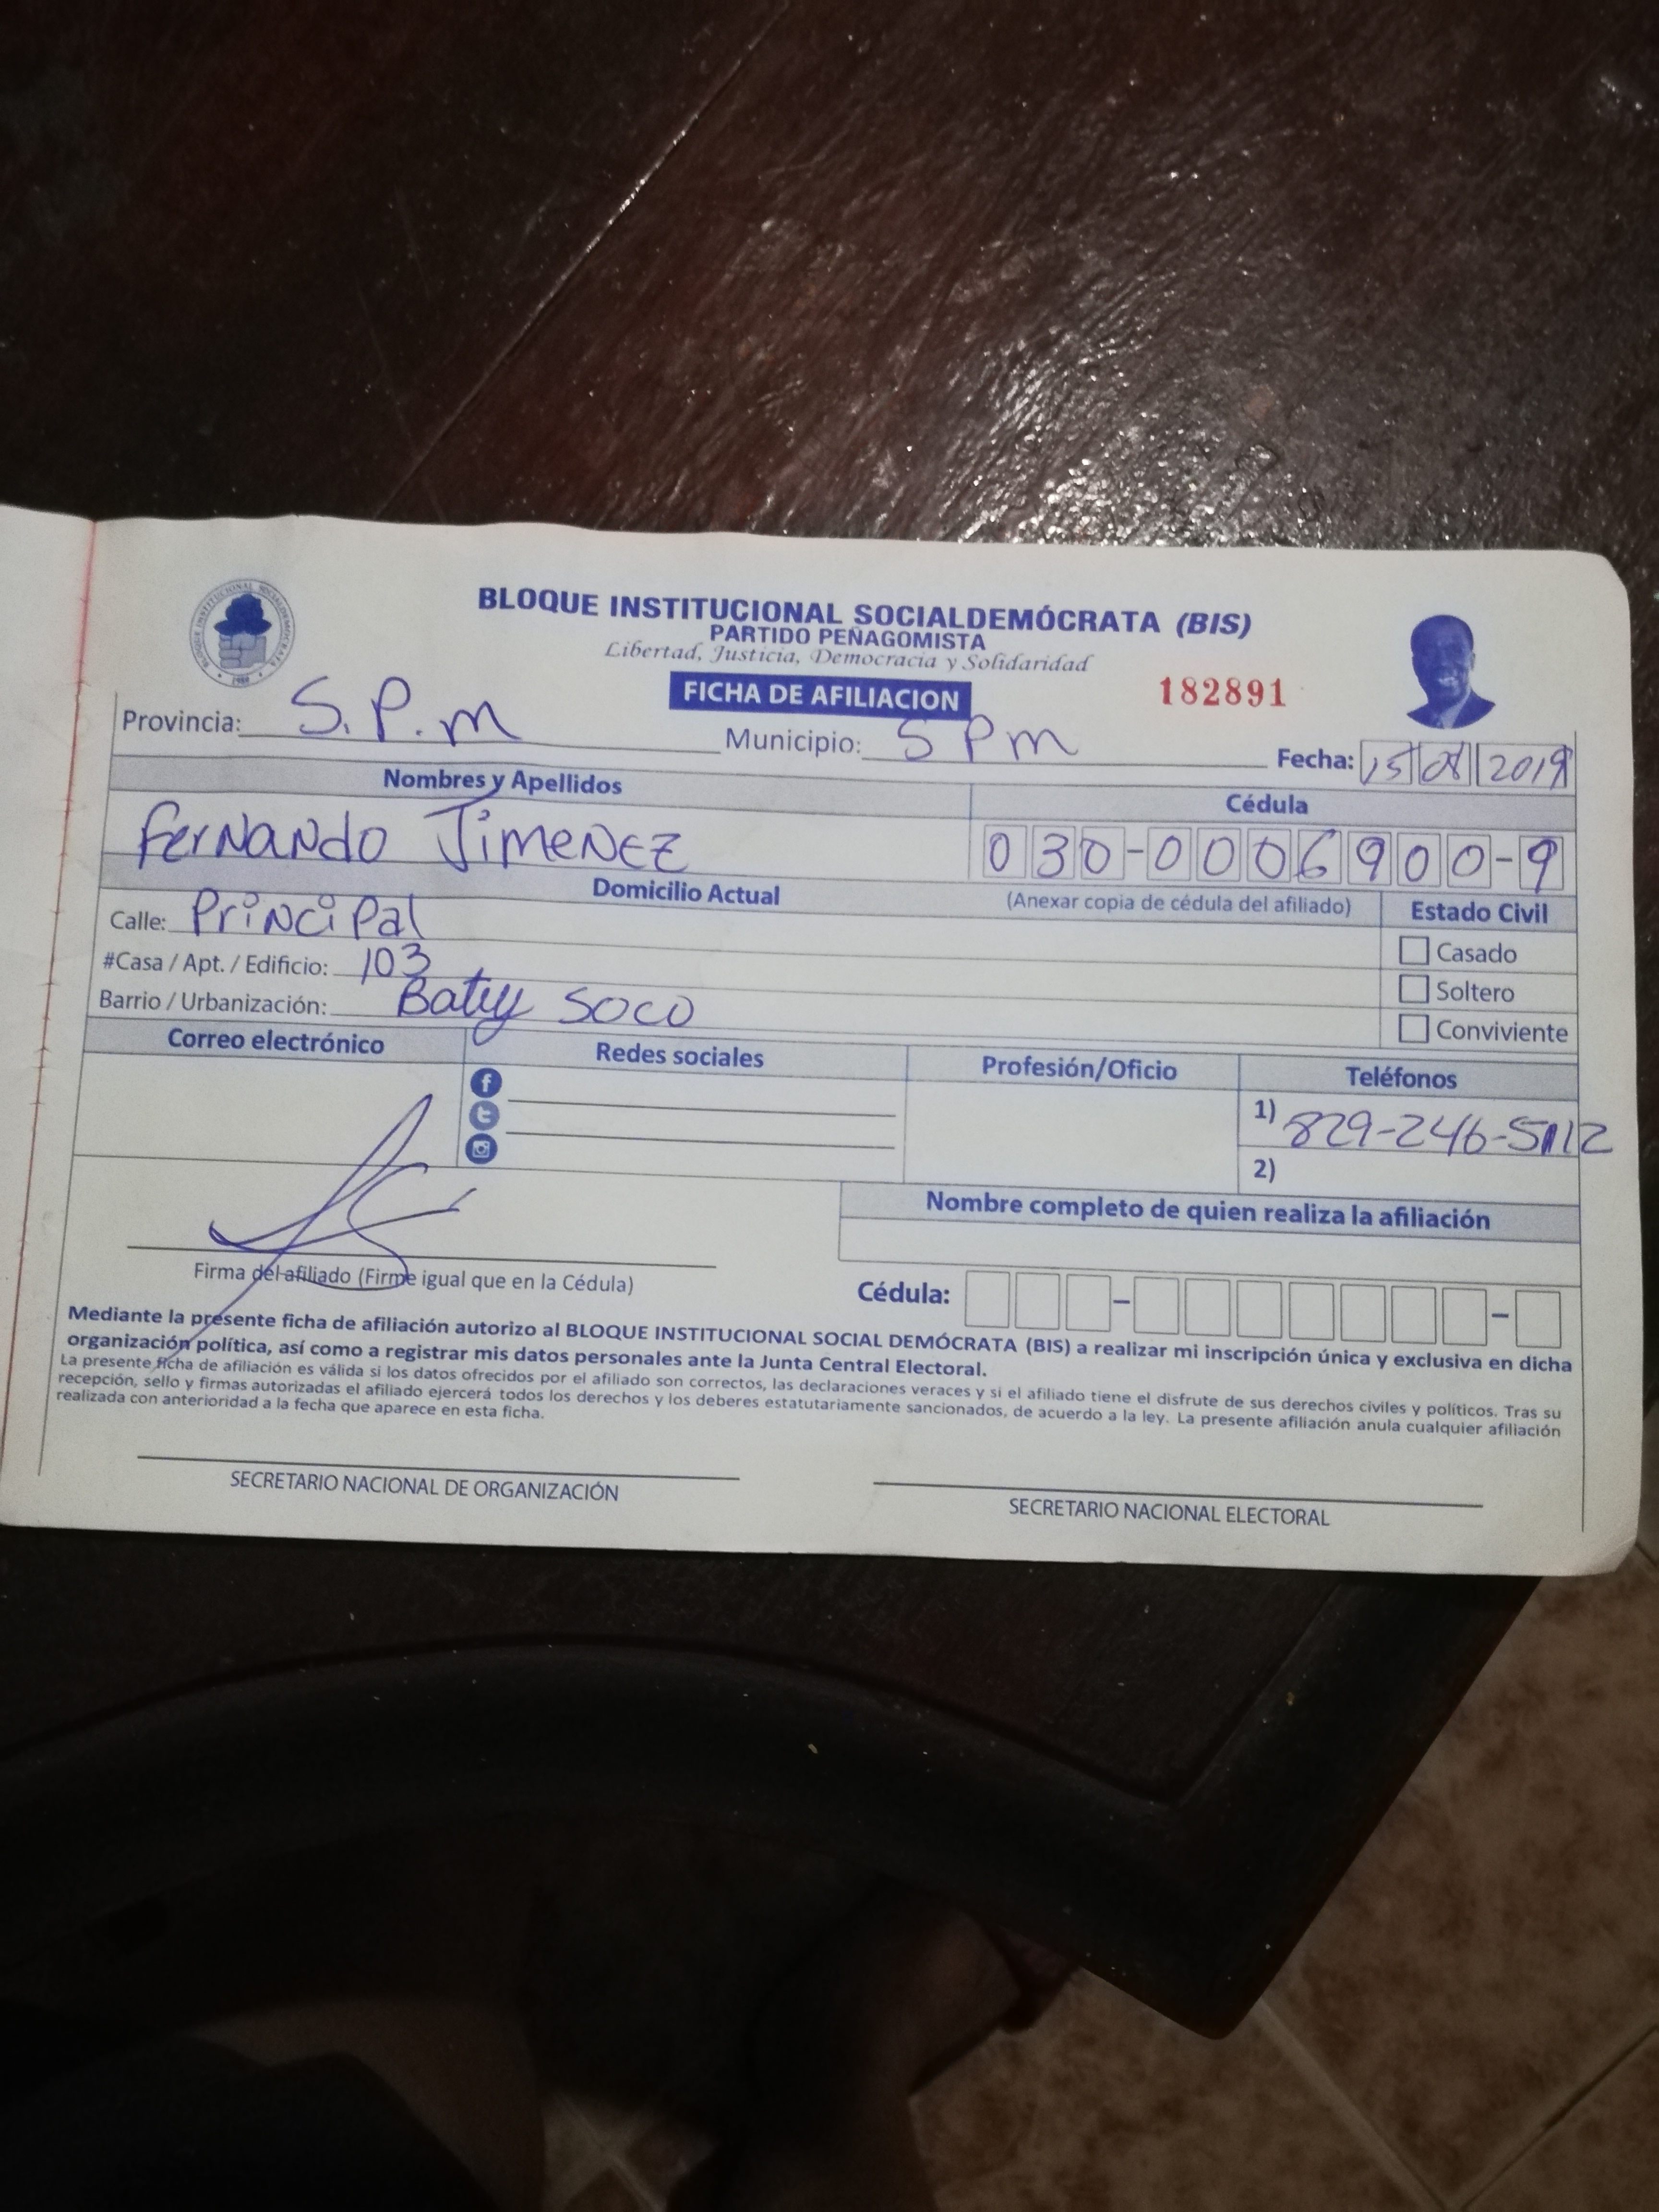 BLOQUE INSTITUCIONAL SOCIALDEMÓCRATA (BIS)
PARTIDO PEÑAGOMISTA
Libertad, Justicia, Democracia y Solidaridad
FICHA DE AFILIACION
182891
Provincia: S.P.m
Municipio: S P m
Fecha: 15 2019
Nombres y Apellidos
Cédula
Fernando Jimenez
030-0006900-9
Domicilio Actual
(Anexar copia de cédula del afiliado)
Estado Civil
Calle: Principal
Casado
#Casa / Apt. / Edificio: 103
Soltero
Barrio / Urbanización: Batey soco
Conviviente
Correo electrónico
Redes sociales
Profesión/Oficio
Teléfonos
1) 829-246-5112
2)
Nombre completo de quien realiza la afiliación
Firma del afiliado (Firme igual que en la Cédula)
Cédula:
Mediante la presente ficha de afiliación autorizo al BLOQUE INSTITUCIONAL SOCIAL DEMÓCRATA (BIS) a realizar mi inscripción única y exclusiva en dicha
organización política, así como a registrar mis datos personales ante la Junta Central Electoral.
La presente ficha de afiliación es válida si los datos ofrecidos por el afiliado son correctos, las declaraciones veraces y si el afiliado tiene el disfrute de sus derechos civiles y políticos. Tras su
recepción, sello y firmas autorizadas el afiliado ejercerá todos los derechos y los deberes estatutariamente sancionados, de acuerdo a la ley. La presente afiliación anula cualquier afiliación
realizada con anterioridad a la fecha que aparece en esta ficha.
SECRETARIO NACIONAL DE ORGANIZACIÓN
SECRETARIO NACIONAL ELECTORAL